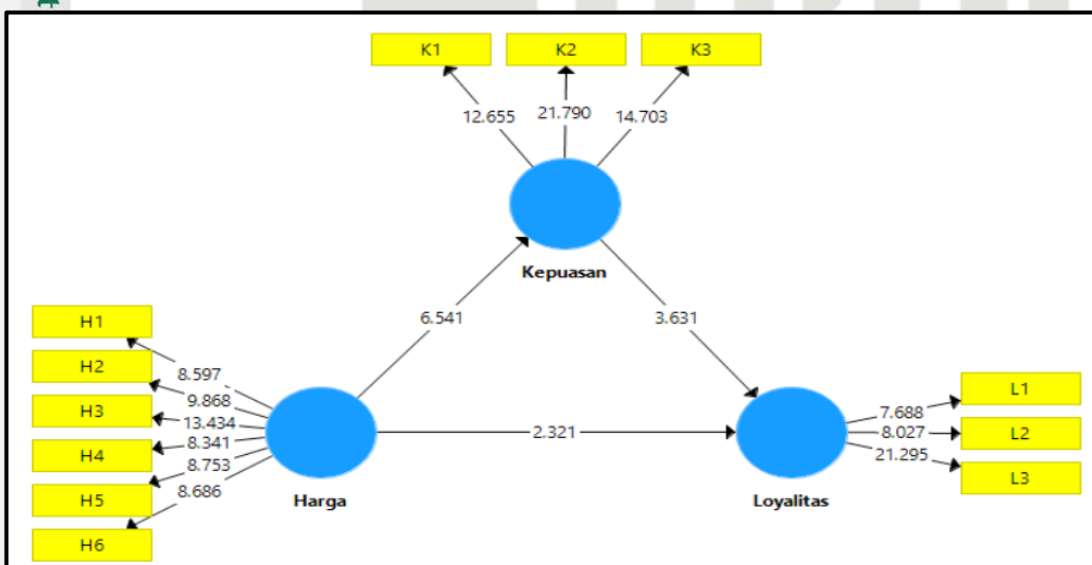 K1 K2 K3
12.655 21.790 14.703
Kepuasan
6.541 3.631
H1
H2
H3
H4
H5
H6
8.597
9.868
13.434
8.341
8.753
8.686
Harga
2.321
7.688
8.027
21.295
L1
L2
L3
Loyalitas